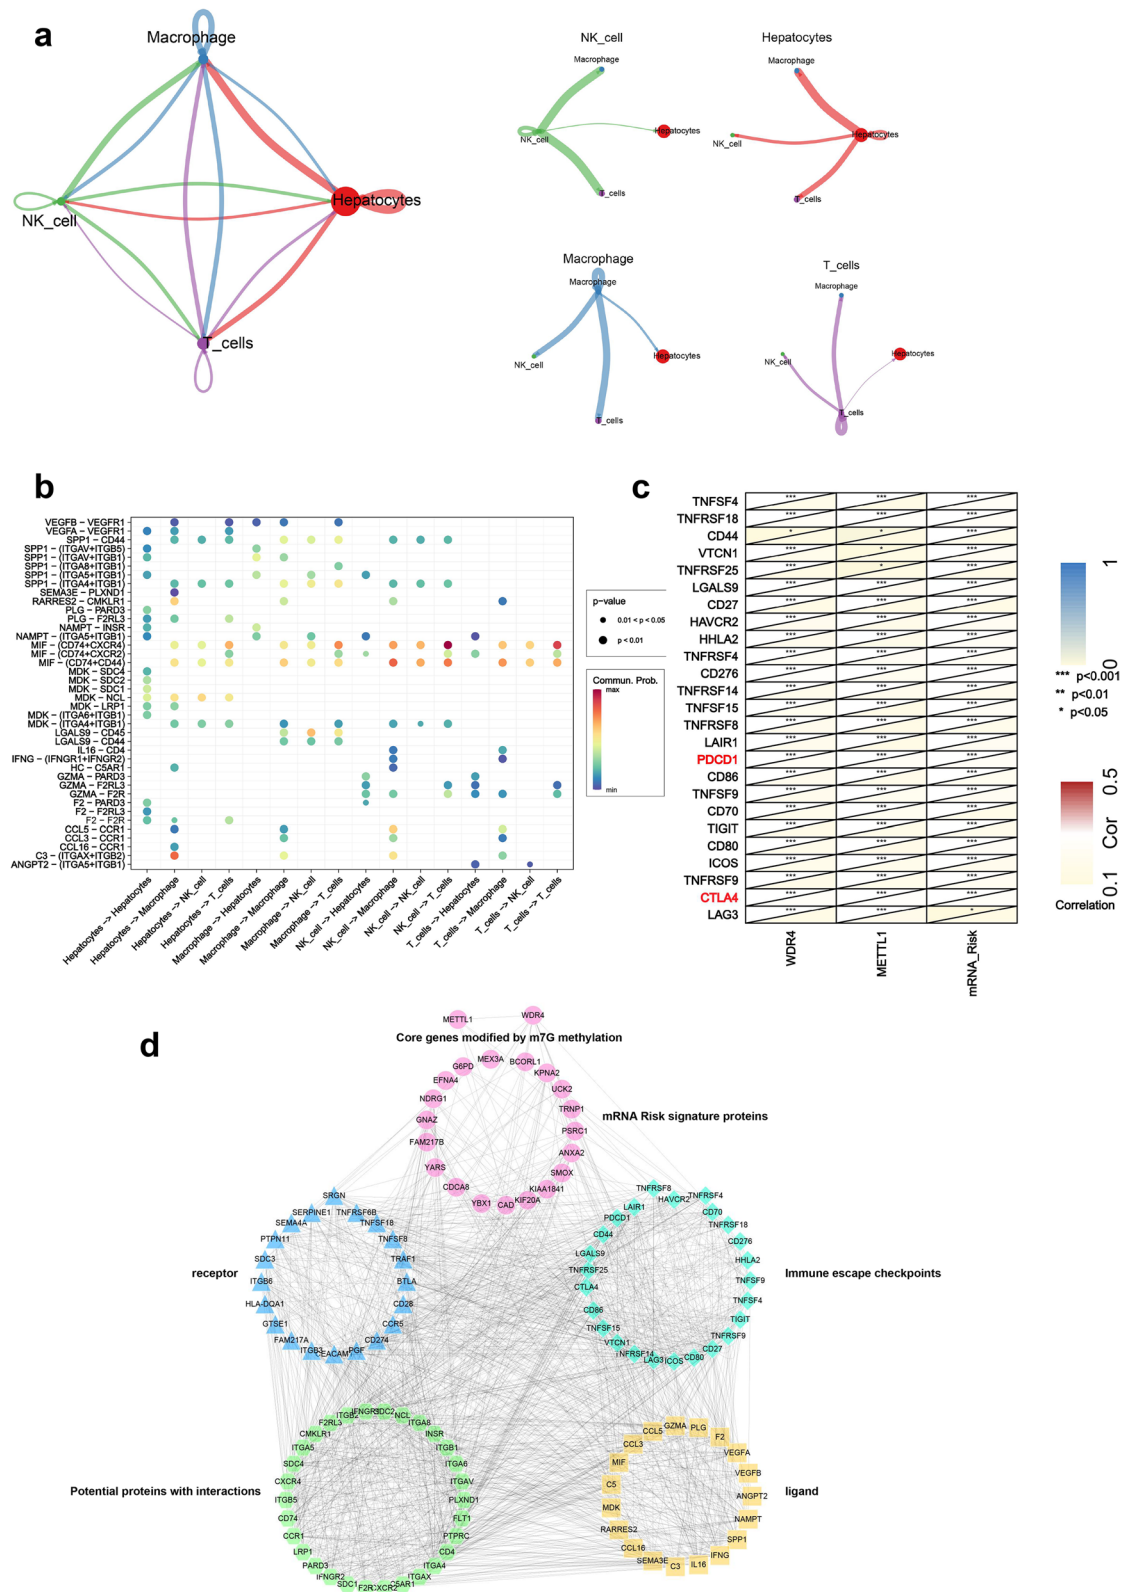 a
Macrophage
Hepatocytes
NK_cell
T_cells
NK_cell
Macrophage
NK_cell
Hepatocytes
T_cells
Hepatocytes
Macrophage
Hepatocytes
NK_cell
T_cells
Macrophage
Macrophage
NK_cell
Hepatocytes
T_cells
T_cells
Macrophage
NK_cell
Hepatocytes
T_cells
b
VEGFB − VEGFR1
VEGFA − VEGFR1
SPP1 − CD44
SPP1 − (ITGAV+ITGB5)
SPP1 − (ITGAV+ITGB1)
SPP1 − (ITGA8+ITGB1)
SPP1 − (ITGA5+ITGB1)
SPP1 − (ITGA4+ITGB1)
SEMA3E − PLXND1
RARRES2 − CMKLR1
PLG − PARD3
PLG − F2RL3
NAMPT − INSR
NAMPT − (ITGA5+ITGB1)
MIF − (CD74+CXCR4)
MIF − (CD74+CXCR2)
MIF − (CD74+CD44)
MDK − SDC4
MDK − SDC2
MDK − SDC1
MDK − NCL
MDK − LRP1
MDK − (ITGA6+ITGB1)
MDK − (ITGA4+ITGB1)
LGALS9 − CD45
LGALS9 − CD44
IL16 − CD4
IFNG − (IFNGR1+IFNGR2)
HC − C5AR1
GZMA − PARD3
GZMA − F2RL3
GZMA − F2R
F2 − PARD3
F2 − F2RL3
F2 − F2R
CCL5 − CCR1
CCL3 − CCR1
CCL16 − CCR1
C3 − (ITGAX+ITGB2)
ANGPT2 − (ITGA5+ITGB1)
Hepatocytes -> Hepatocytes
Hepatocytes -> Macrophage
Hepatocytes -> NK_cell
Hepatocytes -> T_cells
Macrophage -> Hepatocytes
Macrophage -> Macrophage
Macrophage -> NK_cell
Macrophage -> T_cells
NK_cell -> Hepatocytes
NK_cell -> Macrophage
NK_cell -> NK_cell
NK_cell -> T_cells
T_cells -> Hepatocytes
T_cells -> Macrophage
T_cells -> NK_cell
T_cells -> T_cells
p-value
0.01 < p < 0.05
p < 0.01
Commun. Prob.
max
min
c
TNFSF4 *** *** ***
TNFRSF18 *** *** ***
CD44 * * ***
VTCN1 *** * ***
TNFRSF25 *** * ***
LGALS9 *** *** ***
CD27 *** *** ***
HAVCR2 *** *** ***
HHLA2 *** *** ***
TNFRSF4 *** *** ***
CD276 *** *** ***
TNFRSF14 *** *** ***
TNFSF15 *** *** ***
TNFRSF8 *** *** ***
LAIR1 *** *** ***
PDCD1 *** *** ***
CD86 *** *** ***
TNFSF9 *** *** ***
CD70 *** *** ***
TIGIT *** *** ***
CD80 *** *** ***
ICOS *** *** ***
TNFRSF9 *** *** ***
CTLA4 *** *** ***
LAG3 *** *** *
WDR4
METTL1
mRNA_Risk
1
0
*** p<0.001
** p<0.01
* p<0.05
0.5
Cor
0.1
Correlation
d
METTL1
WDR4
Core genes modified by m7G methylation
MEX3A
BCORL1
G6PD
KPNA2
EFNA4
UCK2
NDRG1
TRNP1
GNAZ
PSRC1
FAM217B
ANXA2
YARS
SMOX
CDCA8
KIAA1841
YBX1
CAD
KIF20A
mRNA Risk signature proteins
SRGN
SERPINE1
TNFRSF6B
SEMA4A
TNFSF18
PTPN11
TNFSF8
SDC3
TRAF1
ITGB6
BTLA
HLA-DQA1
CD28
GTSE1
CCR5
FAM217A
CD274
ITGB3
CEACAM1
PGF
receptor
TNFRSF8
HAVCR2
TNFRSF4
LAIR1
CD70
PDCD1
TNFRSF18
CD44
CD276
LGALS9
HHLA2
TNFRSF25
TNFSF9
CTLA4
TNFSF4
CD86
TIGIT
TNFSF15
TNFRSF9
VTCN1
CD27
TNFRSF14
LAG3
ICOS
CD80
Immune escape checkpoints
ITGB2
SDC2
NCL
F2RL3
ITGA8
CMKLR1
INSR
ITGA5
ITGB1
SDC4
ITGA6
CXCR4
ITGAV
ITGB5
PLXND1
CD74
FLT1
CCR1
PTPRC
LRP1
CD4
PARD3
ITGA4
IFNGR2
ITGAX
SDC1
F2R
CXCR2
C5AR1
Potential proteins with interactions
GZMA
PLG
CCL5
F2
CCL3
VEGFA
MIF
VEGFB
C5
ANGPT2
MDK
NAMPT
RARRES2
SPP1
CCL16
IFNG
SEMA3E
C3
IL16
ligand